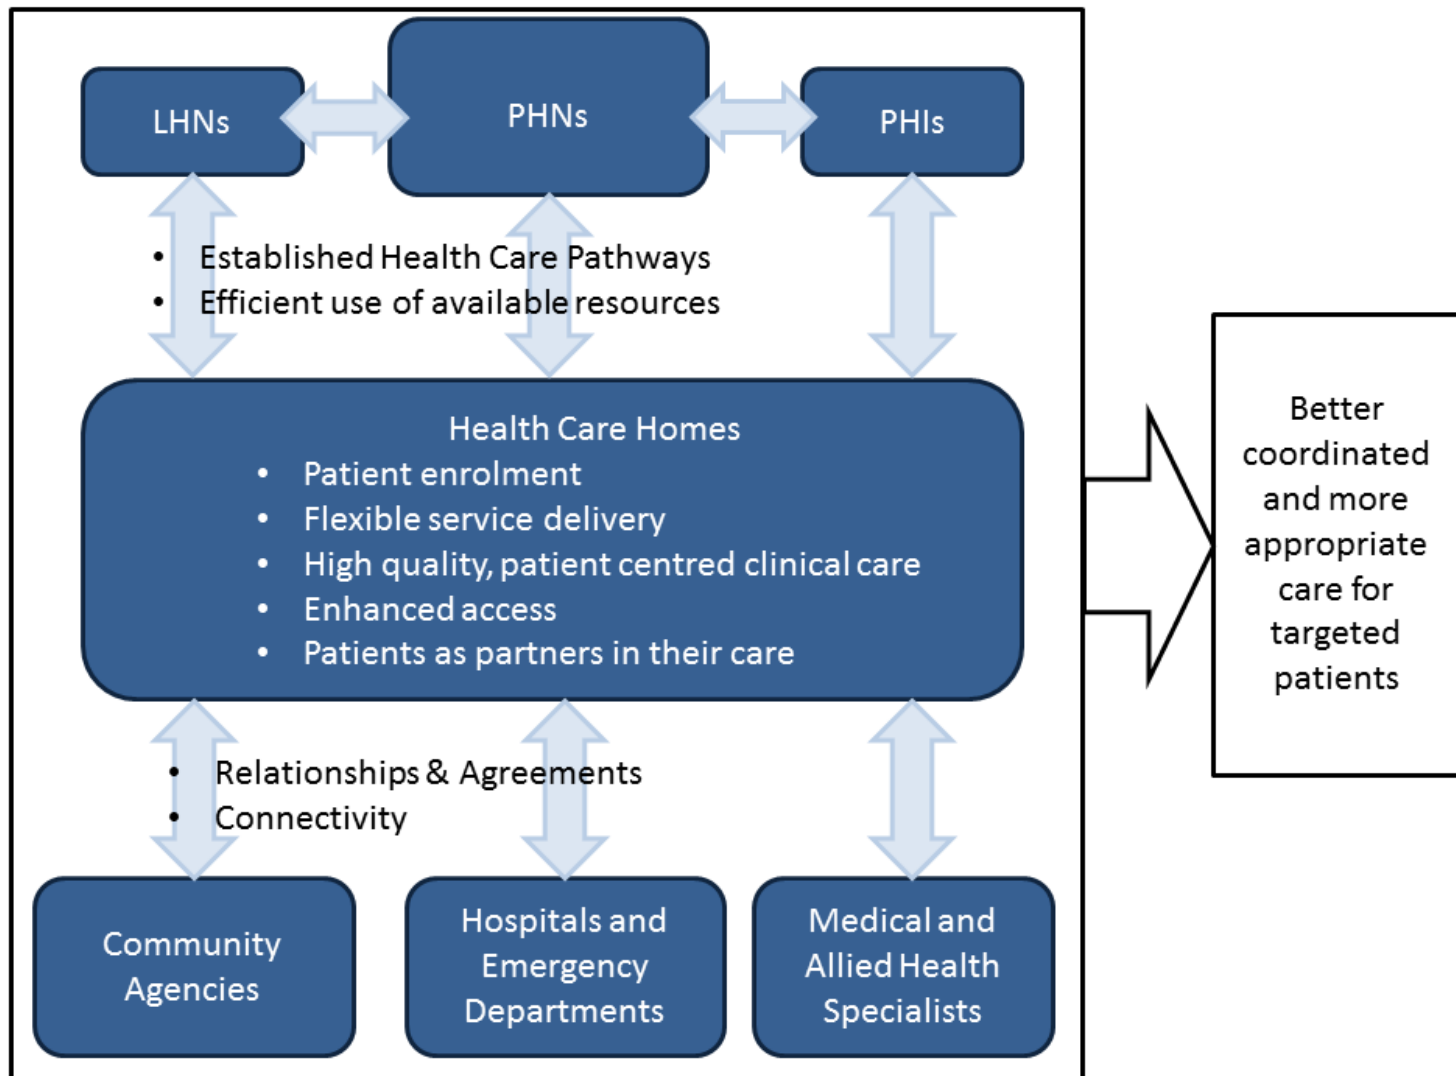 LHNs
PHNs
PHIs
• Established Health Care Pathways
• Efficient use of available resources
Health Care Homes
• Patient enrolment
• Flexible service delivery
• High quality, patient centred clinical care
• Enhanced access
• Patients as partners in their care
• Relationships & Agreements
• Connectivity
Community
Agencies
Hospitals and
Emergency
Departments
Medical and
Allied Health
Specialists
Better
coordinated
and more
appropriate
care for
targeted
patients